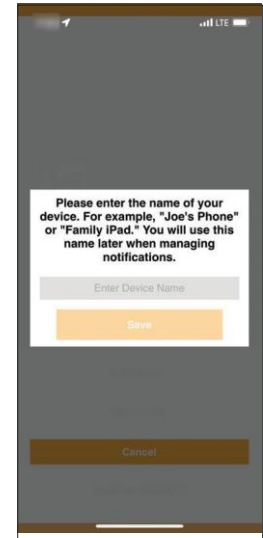 LTE
Please enter the name of your
device. For example, "Joe's Phone"
or "Family iPad." You will use this
name later when managing
notifications.
Enter Device Name
Save
Cancel